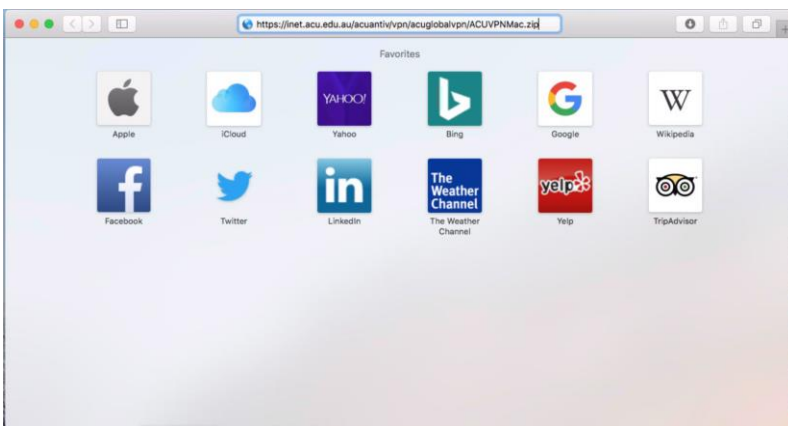 https://inet.acu.edu.au/acuantiv/vpn/acuglobalvpn/ACUVPNMac.zip
Favorites
YAHOO!
W
in
The
Weather
Channel
yelp
Apple
iCloud
Yahoo
Bing
Google
Wikipedia
f
Facebook
Twitter
LinkedIn
The Weather
Channel
Yelp
TripAdvisor